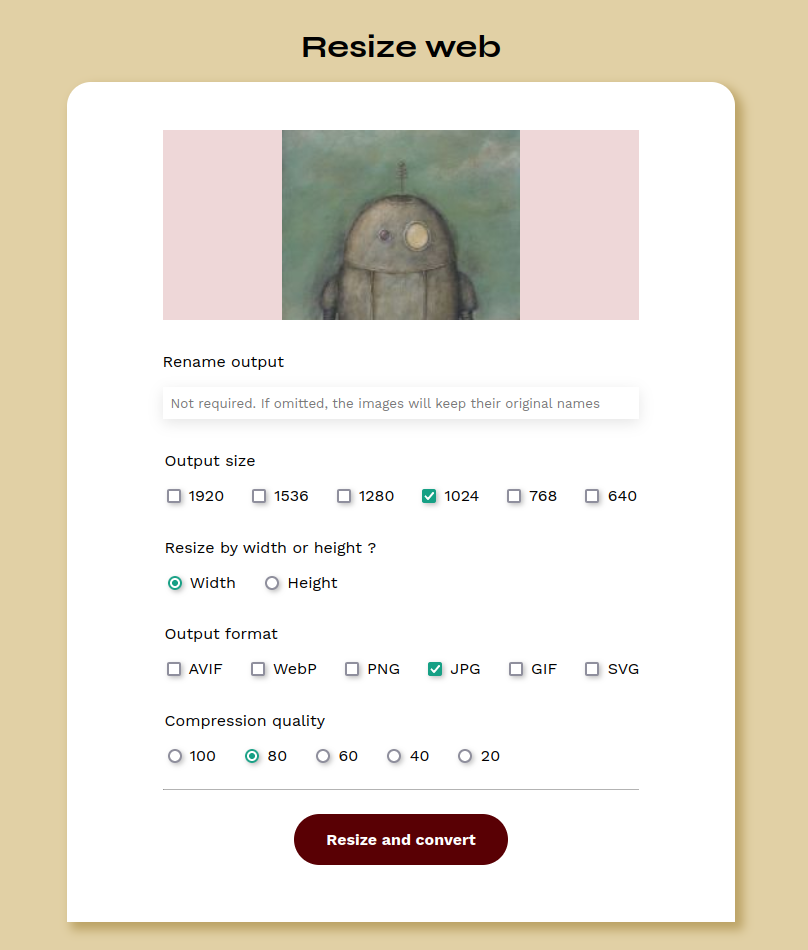 Resize web
Rename output
Not required. If omitted, the images will keep their original names
Output size
1920 1536 1280 1024 768 640
Resize by width or height ?
Width Height
Output format
AVIF WebP PNG JPG GIF SVG
Compression quality
100 80 60 40 20
Resize and convert